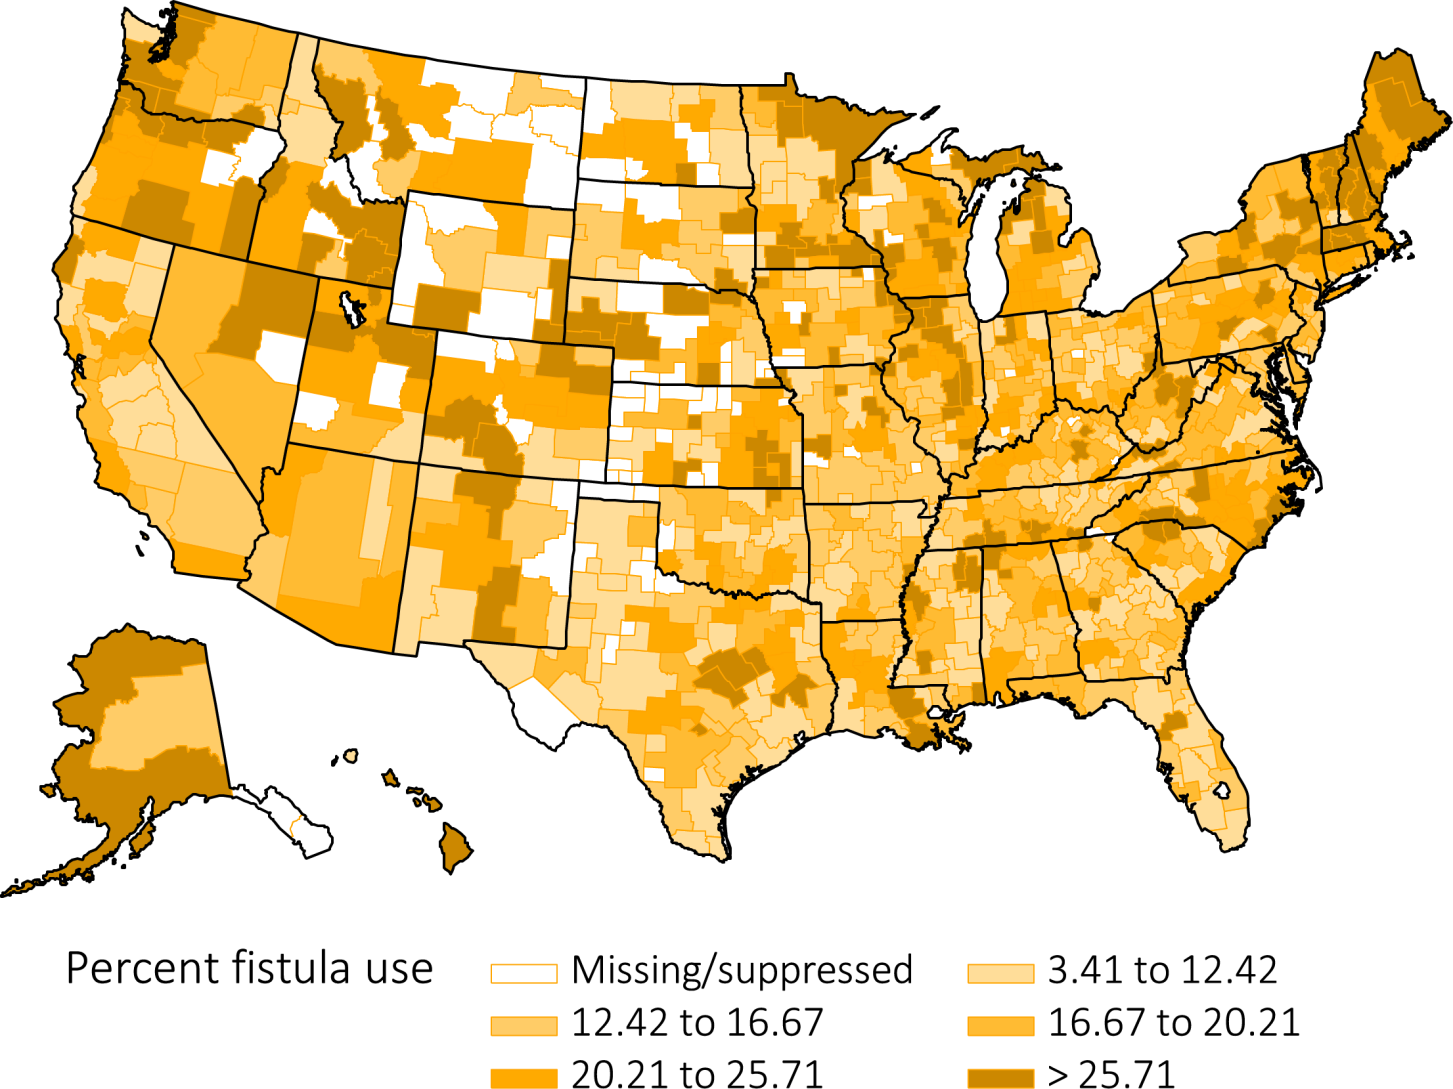 Percent fistula use
Missing/suppressed
3.41 to 12.42
12.42 to 16.67
16.67 to 20.21
20.21 to 25.71
> 25.71